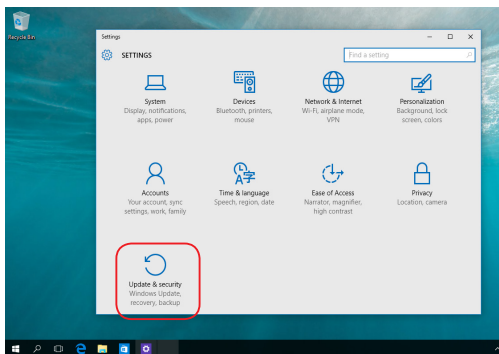 Recycle Bin
Settings
SETTINGS
Find a setting
System
Display, notifications,
apps, power
Devices
Bluetooth, printers,
mouse
Network & Internet
Wi-Fi, airplane mode,
VPN
Personalization
Background, lock
screen, colors
Accounts
Your account, sync
settings, work, family
Time & language
Speech, region, date
Ease of Access
Narrator, magnifier,
high contrast
Privacy
Location, camera
Update & security
Windows Update,
recovery, backup